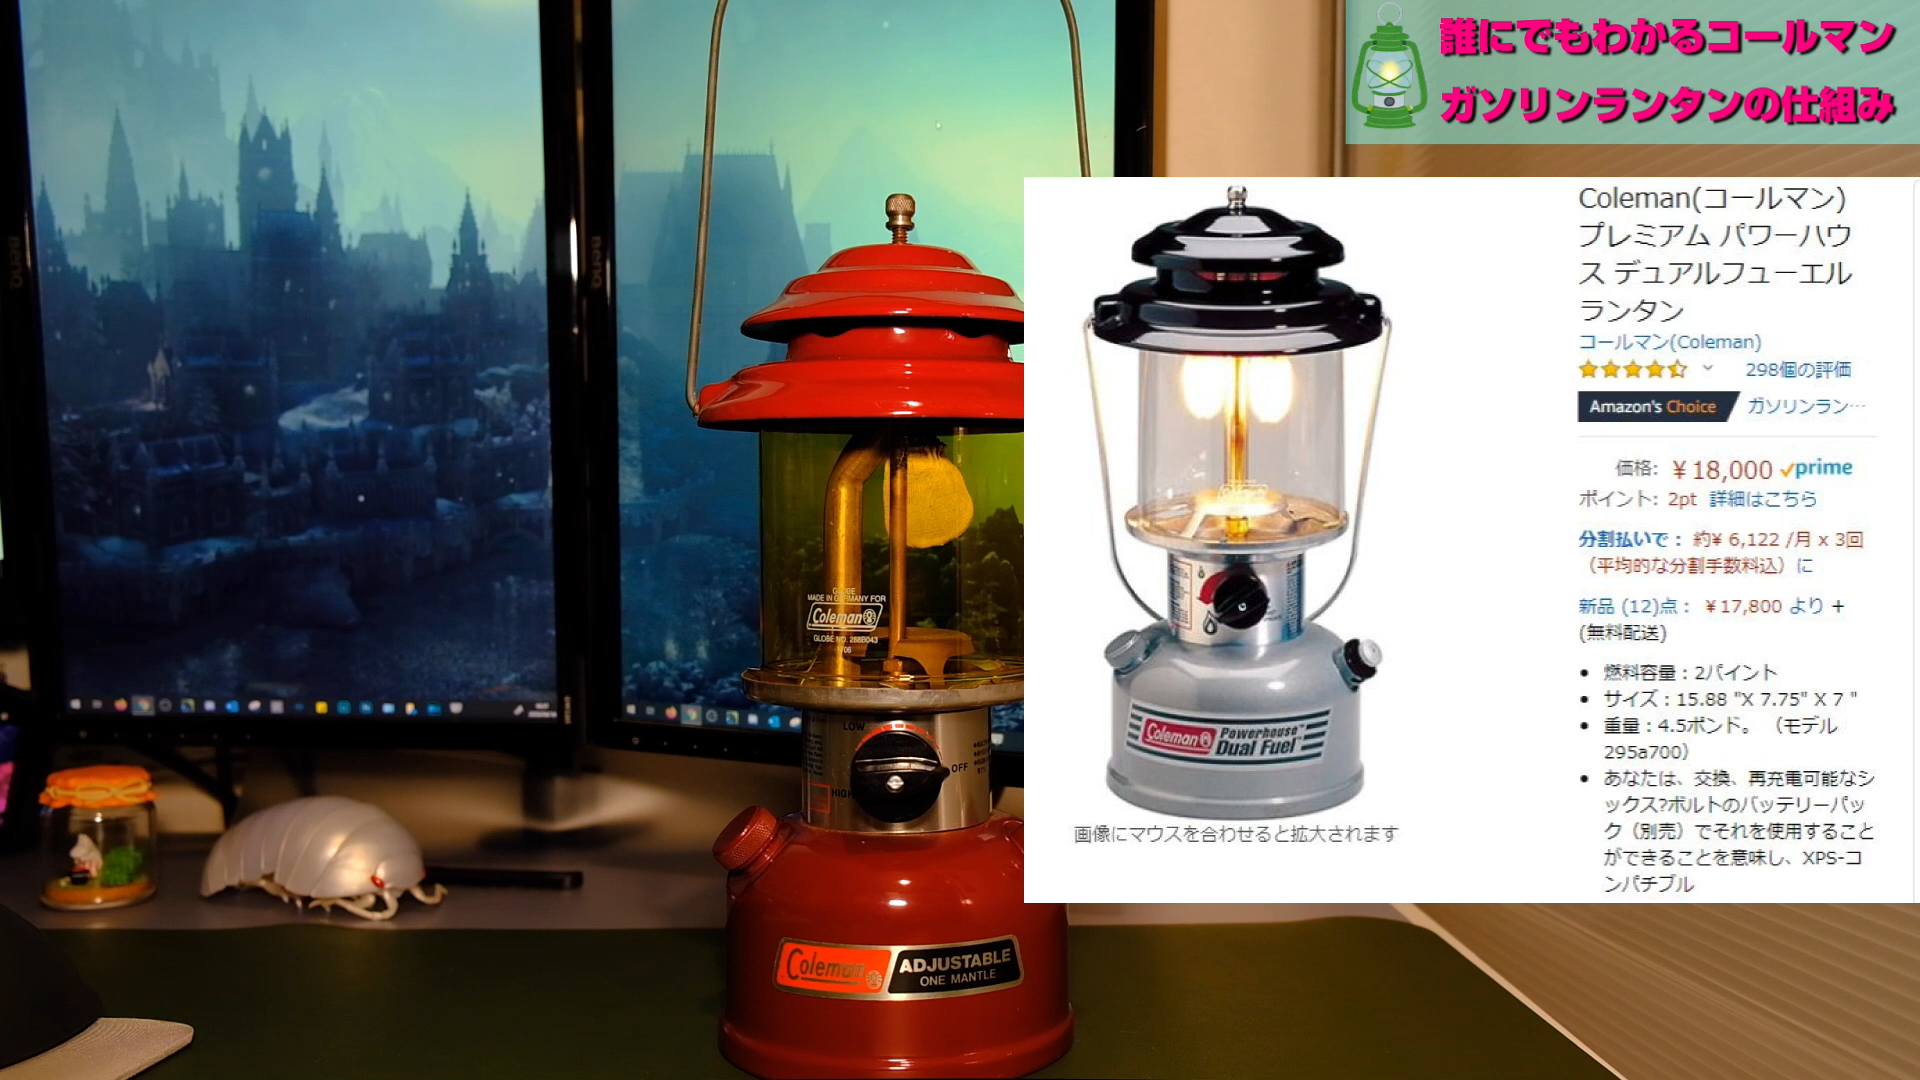 誰にでもわかるコールマン
ガソリンランタンの仕組み
Coleman(コールマン)
プレミアム パワーハウ
ス デュアルフューエル
ランタン
コールマン(Coleman)
298個の評価
Amazon's Choice ガソリンラン…
価格: ￥18,000 prime
ポイント: 2pt 詳細はこちら
分割払いで： 約¥ 6,122 /月 x 3回
（平均的な分割手数料込）に
新品 (12)点： ￥17,800 より +
(無料配送)
燃料容量：2パイント
サイズ：15.88 "X 7.75" X 7 "
重量：4.5ポンド。 （モデル
295a700）
あなたは、交換、再充電可能なシ
ックス?ボルトのバッテリーパッ
ク（別売）でそれを使用すること
ができることを意味し、XPS-コ
ンパチブル
Coleman Powerhouse
Dual Fuel
画像にマウスを合わせると拡大されます
BenQ
BenQ
GLOBE
MADE IN GERMANY FOR
Coleman
GLOBE NO. 288B043
LOW
OFF
HIGH
Coleman
ADJUSTABLE
ONE MANTLE